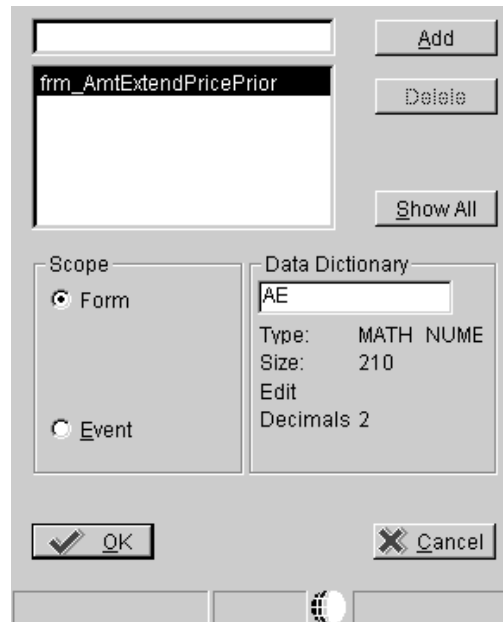 Add
frm_AmtExtendPricePrior
Delete
Show All
Scope
Form
Event
Data Dictionary
AE
Type: MATH NUME
Size: 210
Edit
Decimals 2
OK
Cancel